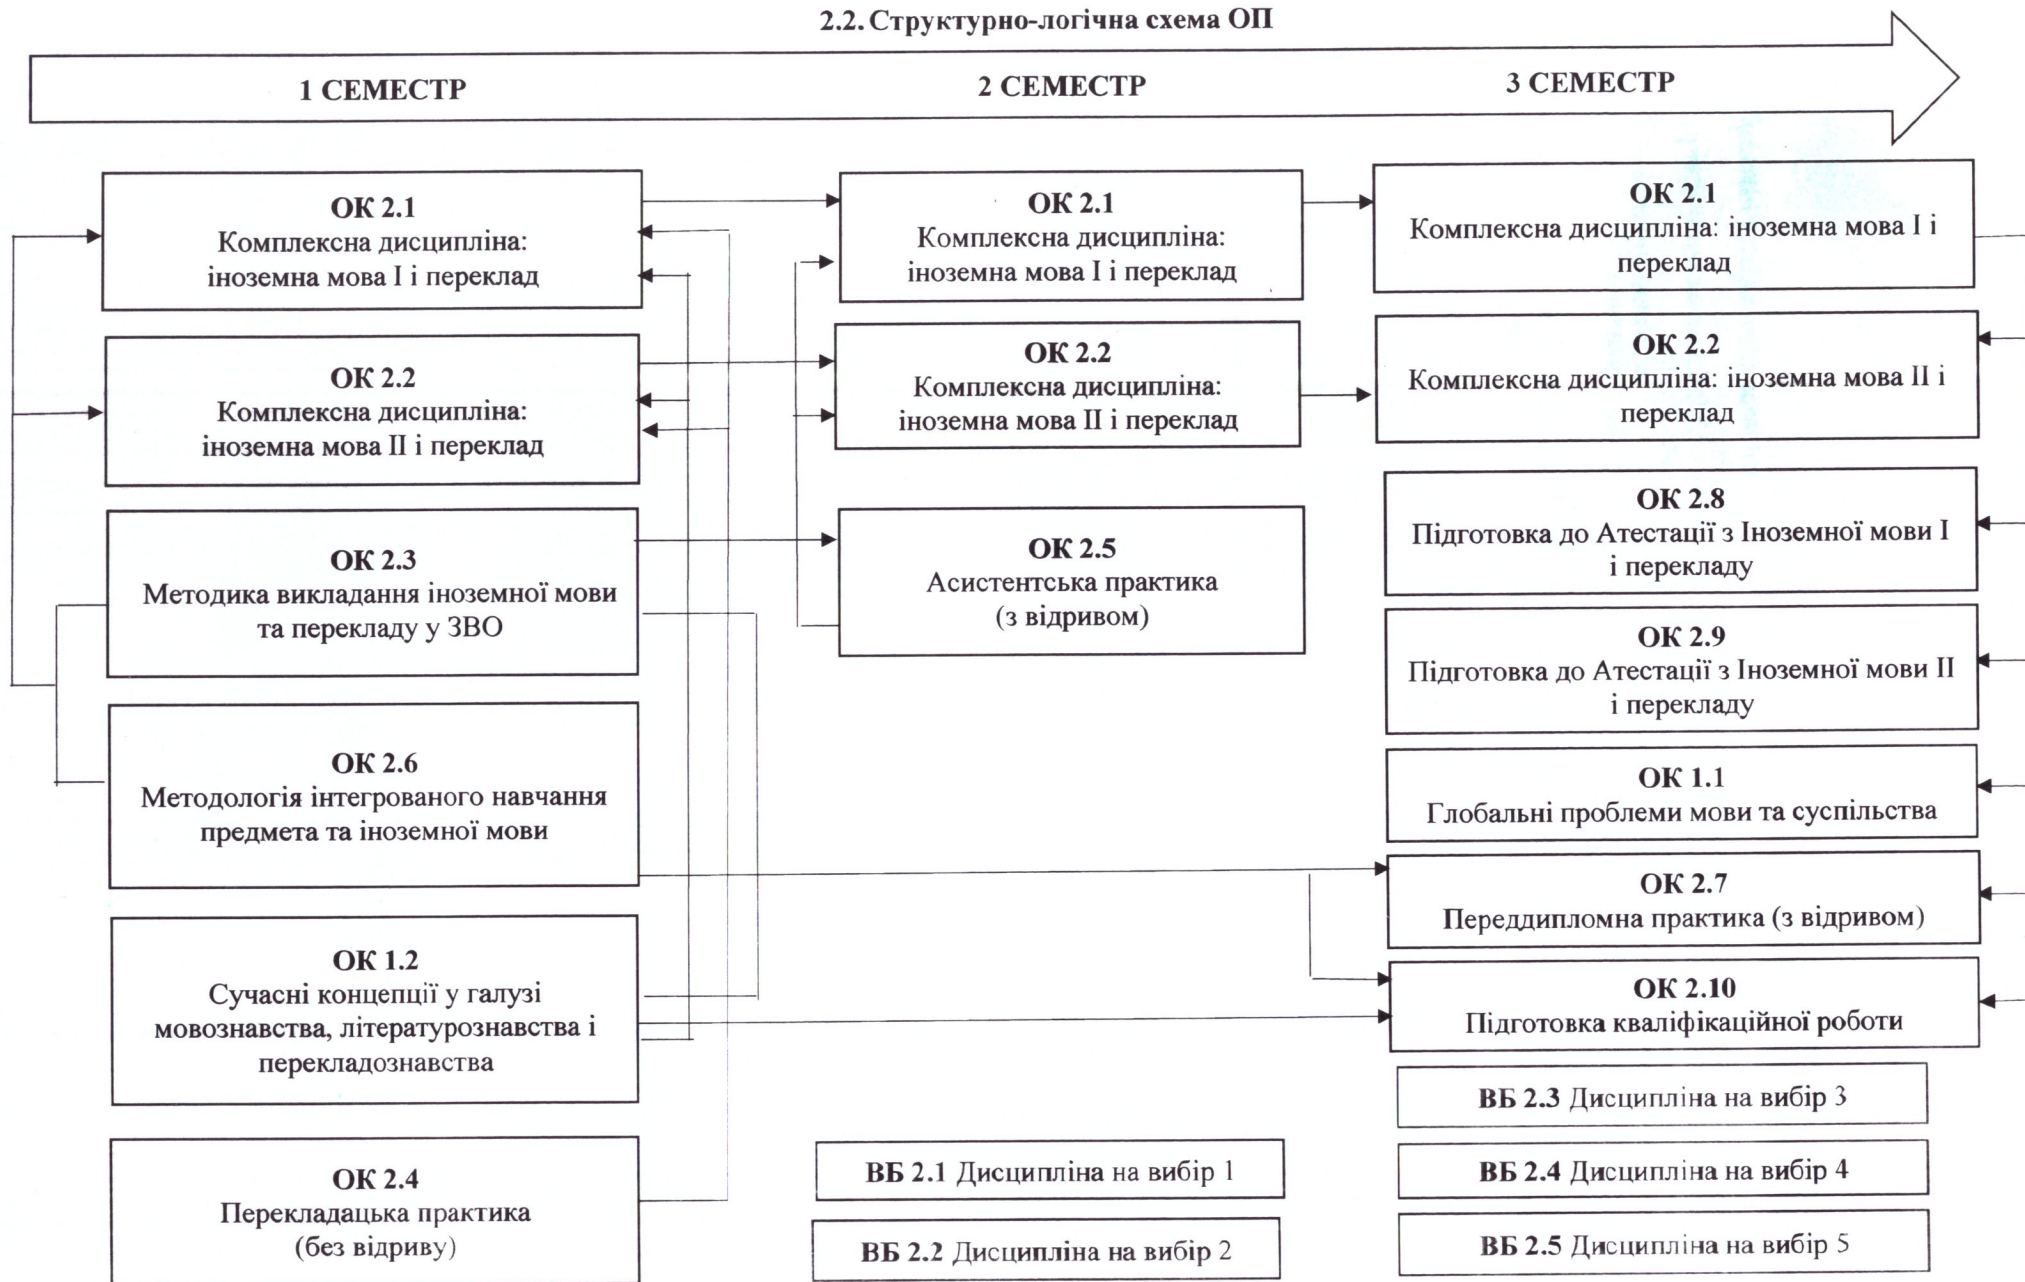 2.2. Структурно-логічна схема ОП
1 СЕМЕСТР
2 СЕМЕСТР
3 СЕМЕСТР
ОК 2.1
Комплексна дисципліна:
іноземна мова І і переклад
ОК 2.2
Комплексна дисципліна:
іноземна мова ІІ і переклад
ОК 2.3
Методика викладання іноземної мови
та перекладу у ЗВО
ОК 2.6
Методологія інтегрованого навчання
предмета та іноземної мови
ОК 1.2
Сучасні концепції у галузі
мовознавства, літературознавства і
перекладознавства
ОК 2.4
Перекладацька практика
(без відриву)
ОК 2.1
Комплексна дисципліна:
іноземна мова І і переклад
ОК 2.2
Комплексна дисципліна:
іноземна мова ІІ і переклад
ОК 2.5
Асистентська практика
(з відривом)
ВБ 2.1 Дисципліна на вибір 1
ВБ 2.2 Дисципліна на вибір 2
ОК 2.1
Комплексна дисципліна: іноземна мова І і
переклад
ОК 2.2
Комплексна дисципліна: іноземна мова ІІ і
переклад
ОК 2.8
Підготовка до Атестації з Іноземної мови І
і перекладу
ОК 2.9
Підготовка до Атестації з Іноземної мови ІІ
і перекладу
ОК 1.1
Глобальні проблеми мови та суспільства
ОК 2.7
Переддипломна практика (з відривом)
ОК 2.10
Підготовка кваліфікаційної роботи
ВБ 2.3 Дисципліна на вибір 3
ВБ 2.4 Дисципліна на вибір 4
ВБ 2.5 Дисципліна на вибір 5